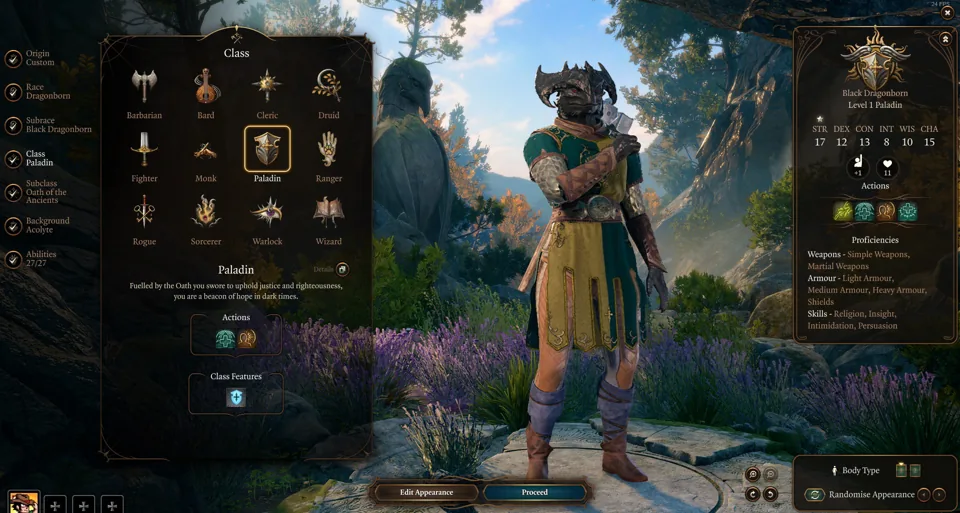 Origin
Custom
Race
Dragonborn
Subrace
Black Dragonborn
Class
Paladin
Subclass
Oath of the
Ancients
Background
Acolyte
Abilities
27/27
Class
Barbarian Bard Cleric Druid
Fighter Monk Paladin Ranger
Rogue Sorcerer Warlock Wizard
Paladin
Details
Fuelled by the Oath you swore to uphold justice and righteousness,
you are a beacon of hope in dark times.
Actions
Class Features
Edit Appearance
Proceed
Black Dragonborn
Level 1 Paladin
STR DEX CON INT WIS CHA
17 12 13 8 10 15
+1 11
Actions
Proficiencies
Weapons - Simple Weapons,
Martial Weapons
Armour - Light Armour,
Medium Armour, Heavy Armour,
Shields
Skills - Religion, Insight,
Intimidation, Persuasion
Body Type
Randomise Appearance